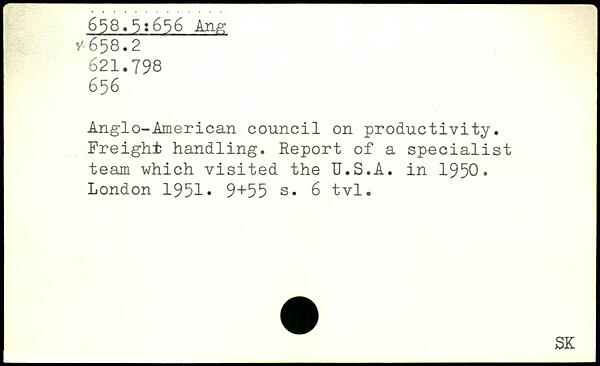 658.5:656 Ang
658.2
621.798
656
Anglo-American council on productivity.
Freight handling. Report of a specialist
team which visited the U.S.A. in 1950.
London 1951. 9+55 s. 6 tvl.
SK